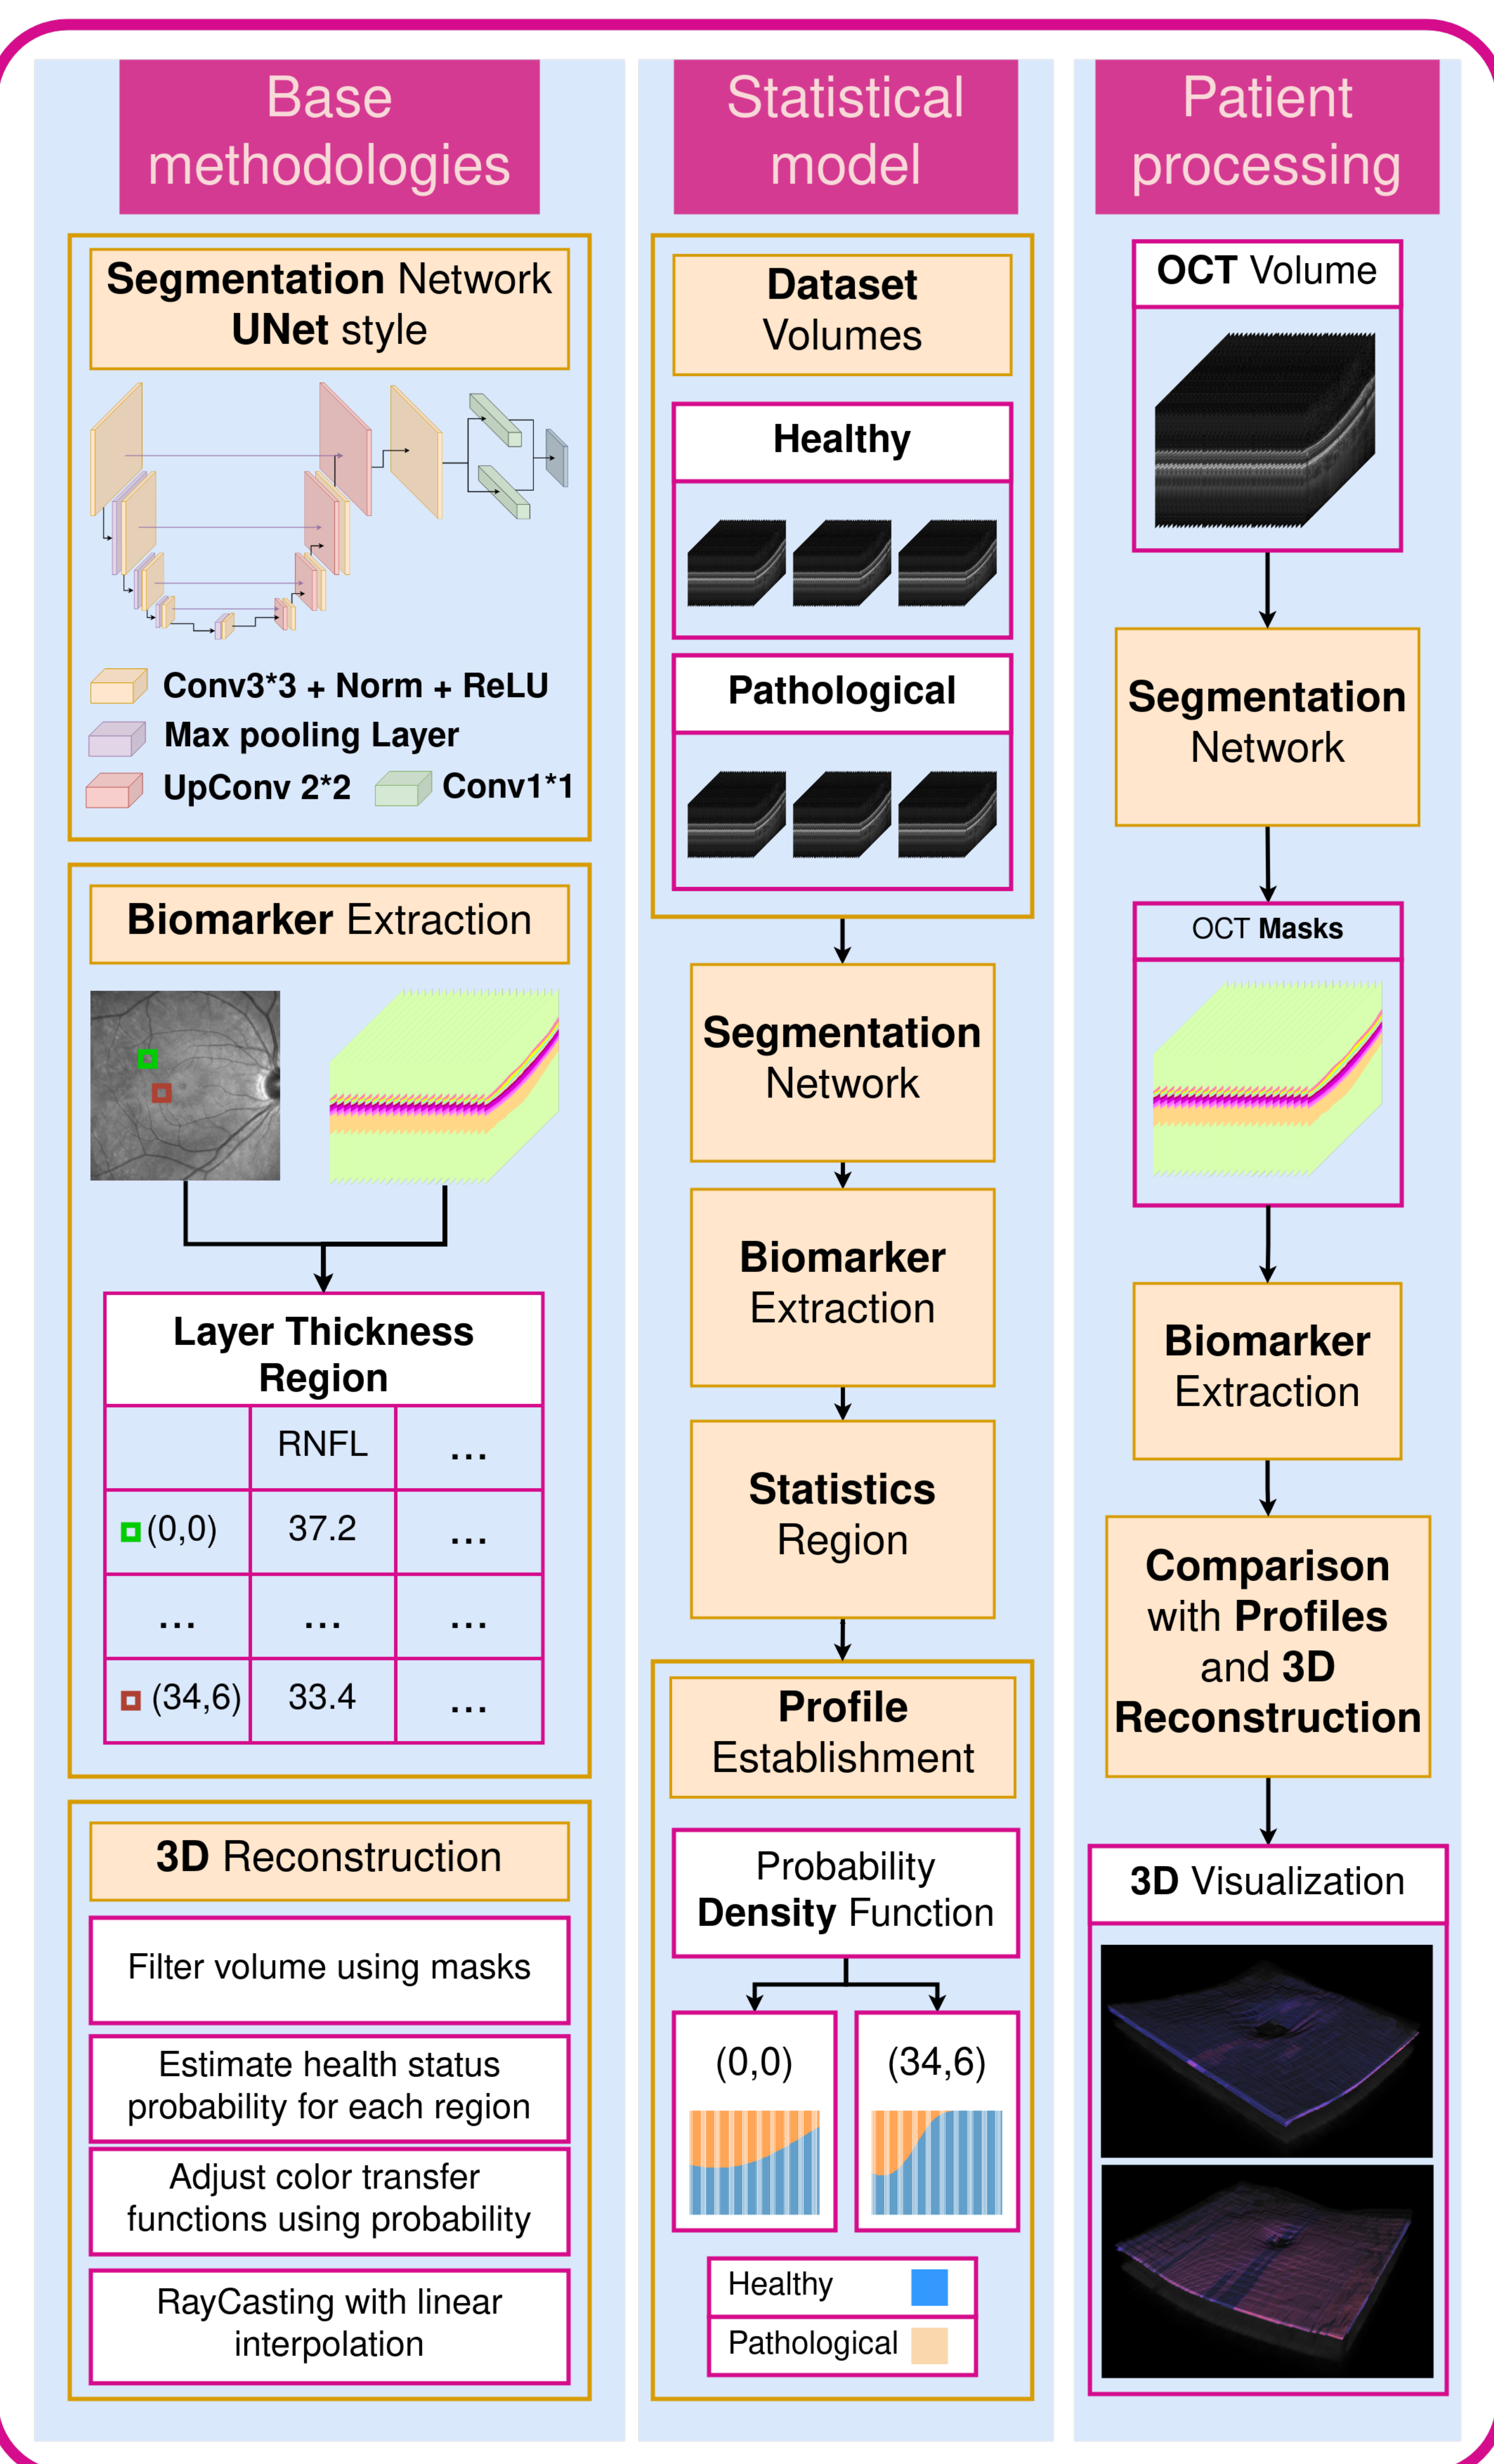 Base
methodologies
Segmentation Network
UNet style
Conv3*3 + Norm + ReLU
Max pooling Layer
UpConv 2*2
Conv1*1
Biomarker Extraction
Layer Thickness
Region
RNFL
...
(0,0)
37.2
...
...
...
...
(34,6)
33.4
...
3D Reconstruction
Filter volume using masks
Estimate health status
probability for each region
Adjust color transfer
functions using probability
RayCasting with linear
interpolation
Statistical
model
Dataset
Volumes
Healthy
Pathological
Segmentation
Network
Biomarker
Extraction
Statistics
Region
Profile
Establishment
Probability
Density Function
(0,0)
(34,6)
Healthy
Pathological
Patient
processing
OCT Volume
Segmentation
Network
OCT Masks
Biomarker
Extraction
Comparison
with Profiles
and 3D
Reconstruction
3D Visualization